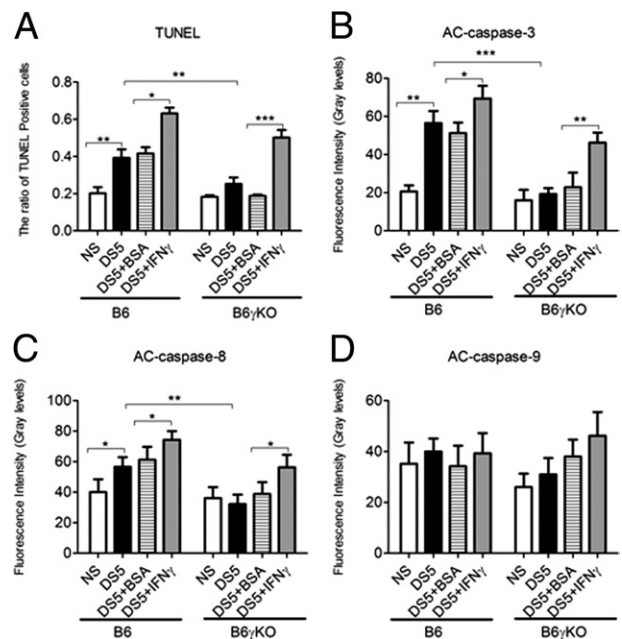 A
TUNEL
The ratio of TUNEL Positive cells
0.8
0.6
0.4
0.2
0.0
**
*
**
***
NS
DS5
DS5+BSA
DS5+IFNγ
NS
DS5
DS5+BSA
DS5+IFNγ
B6
B6γKO
B
AC-caspase-3
Fluorescence Intensity (Gray levels)
80
60
40
20
0
***
*
**
**
NS
DS5
DS5+BSA
DS5+IFNγ
NS
DS5
DS5+BSA
DS5+IFNγ
B6
B6γKO
C
AC-caspase-8
Fluorescence Intensity (Gray levels)
100
80
60
40
20
0
**
*
*
*
NS
DS5
DS5+BSA
DS5+IFNγ
NS
DS5
DS5+BSA
DS5+IFNγ
B6
B6γKO
D
AC-caspase-9
Fluorescence Intensity (Gray levels)
60
40
20
0
NS
DS5
DS5+BSA
DS5+IFNγ
NS
DS5
DS5+BSA
DS5+IFNγ
B6
B6γKO